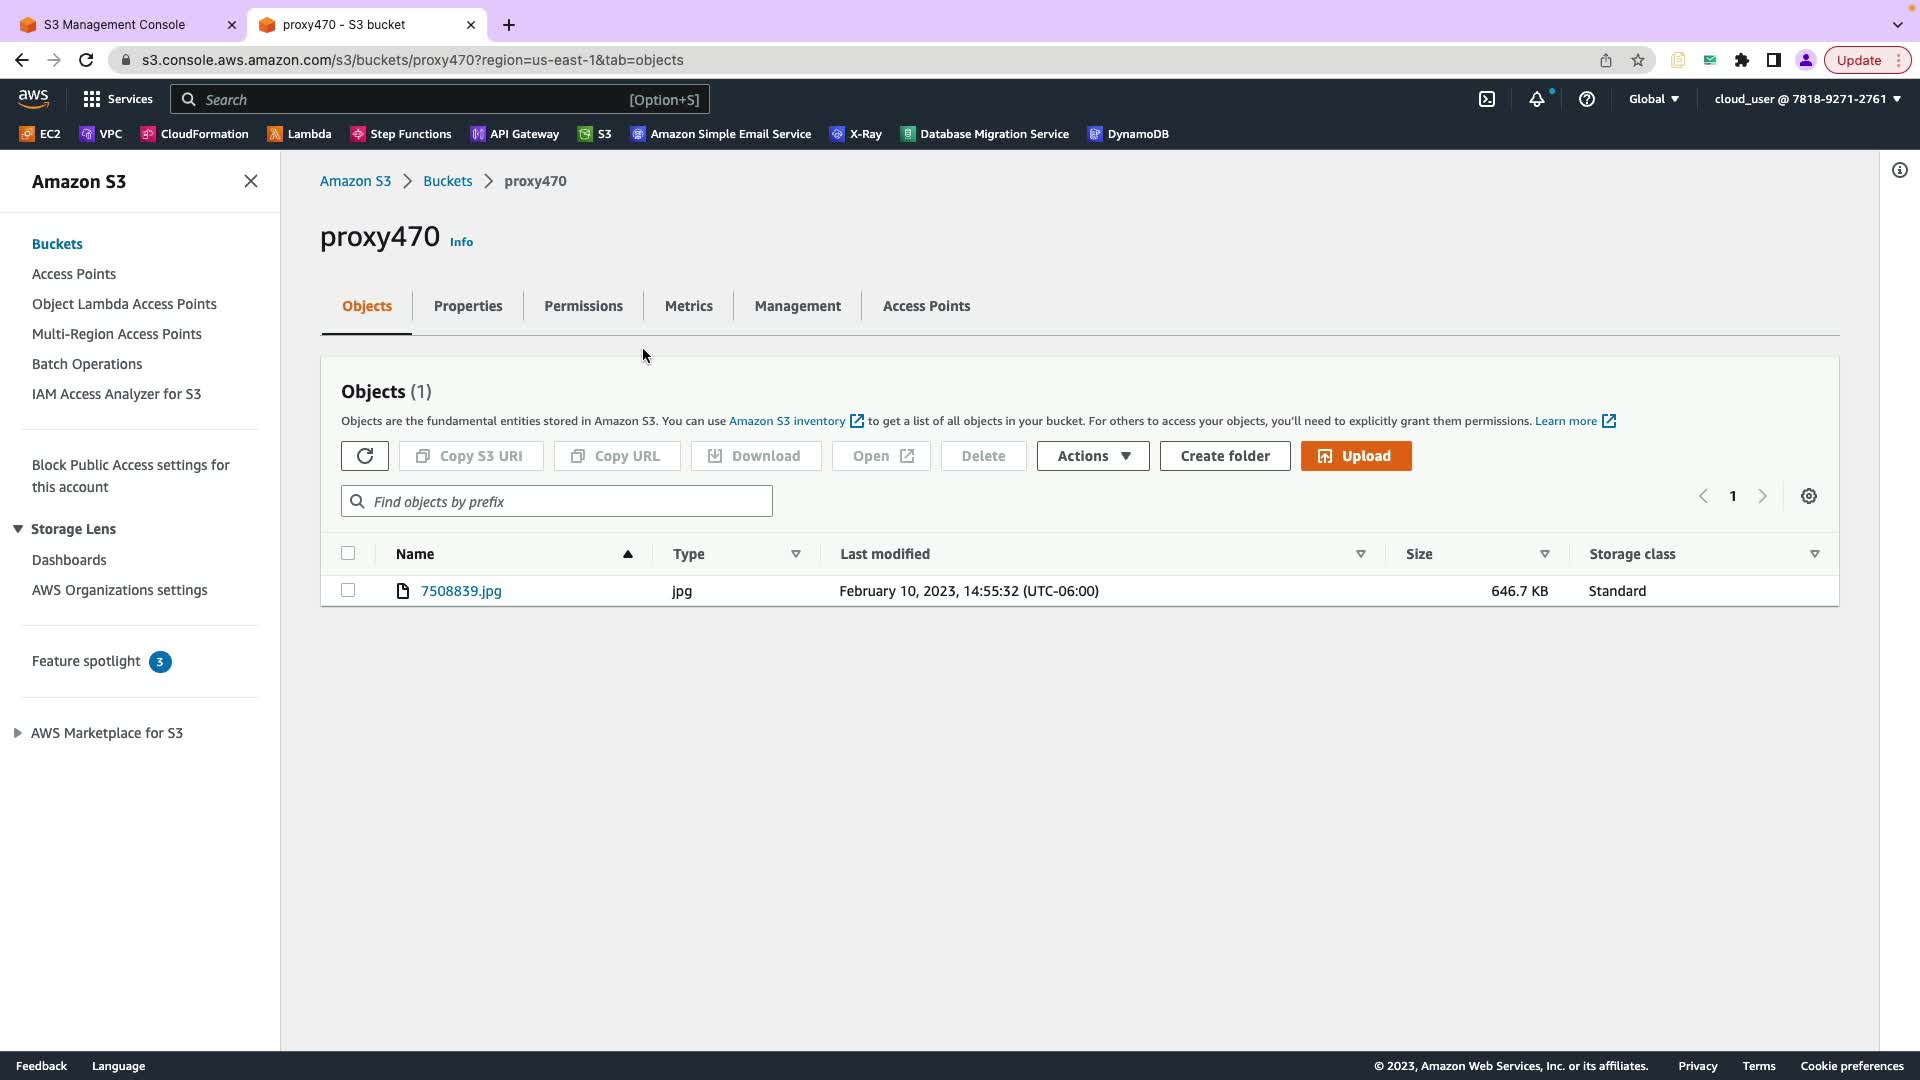 S3 Management Console
proxy470 - S3 bucket
s3.console.aws.amazon.com/s3/buckets/proxy470?region=us-east-1&tab=objects
Update
aws
Services
Search
[Option+S]
Global
cloud_user @ 7818-9271-2761
EC2
VPC
CloudFormation
Lambda
Step Functions
API Gateway
S3
Amazon Simple Email Service
X-Ray
Database Migration Service
DynamoDB
Amazon S3
Buckets
Access Points
Object Lambda Access Points
Multi-Region Access Points
Batch Operations
IAM Access Analyzer for S3
Block Public Access settings for
this account
Storage Lens
Dashboards
AWS Organizations settings
Feature spotlight 3
AWS Marketplace for S3
Amazon S3 > Buckets > proxy470
proxy470 Info
Objects
Properties
Permissions
Metrics
Management
Access Points
Objects (1)
Objects are the fundamental entities stored in Amazon S3. You can use Amazon S3 inventory to get a list of all objects in your bucket. For others to access your objects, you'll need to explicitly grant them permissions. Learn more
Copy S3 URI
Copy URL
Download
Open
Delete
Actions
Create folder
Upload
Find objects by prefix
1
Name
Type
Last modified
Size
Storage class
7508839.jpg
jpg
February 10, 2023, 14:55:32 (UTC-06:00)
646.7 KB
Standard
Feedback
Language
© 2023, Amazon Web Services, Inc. or its affiliates.
Privacy
Terms
Cookie preferences